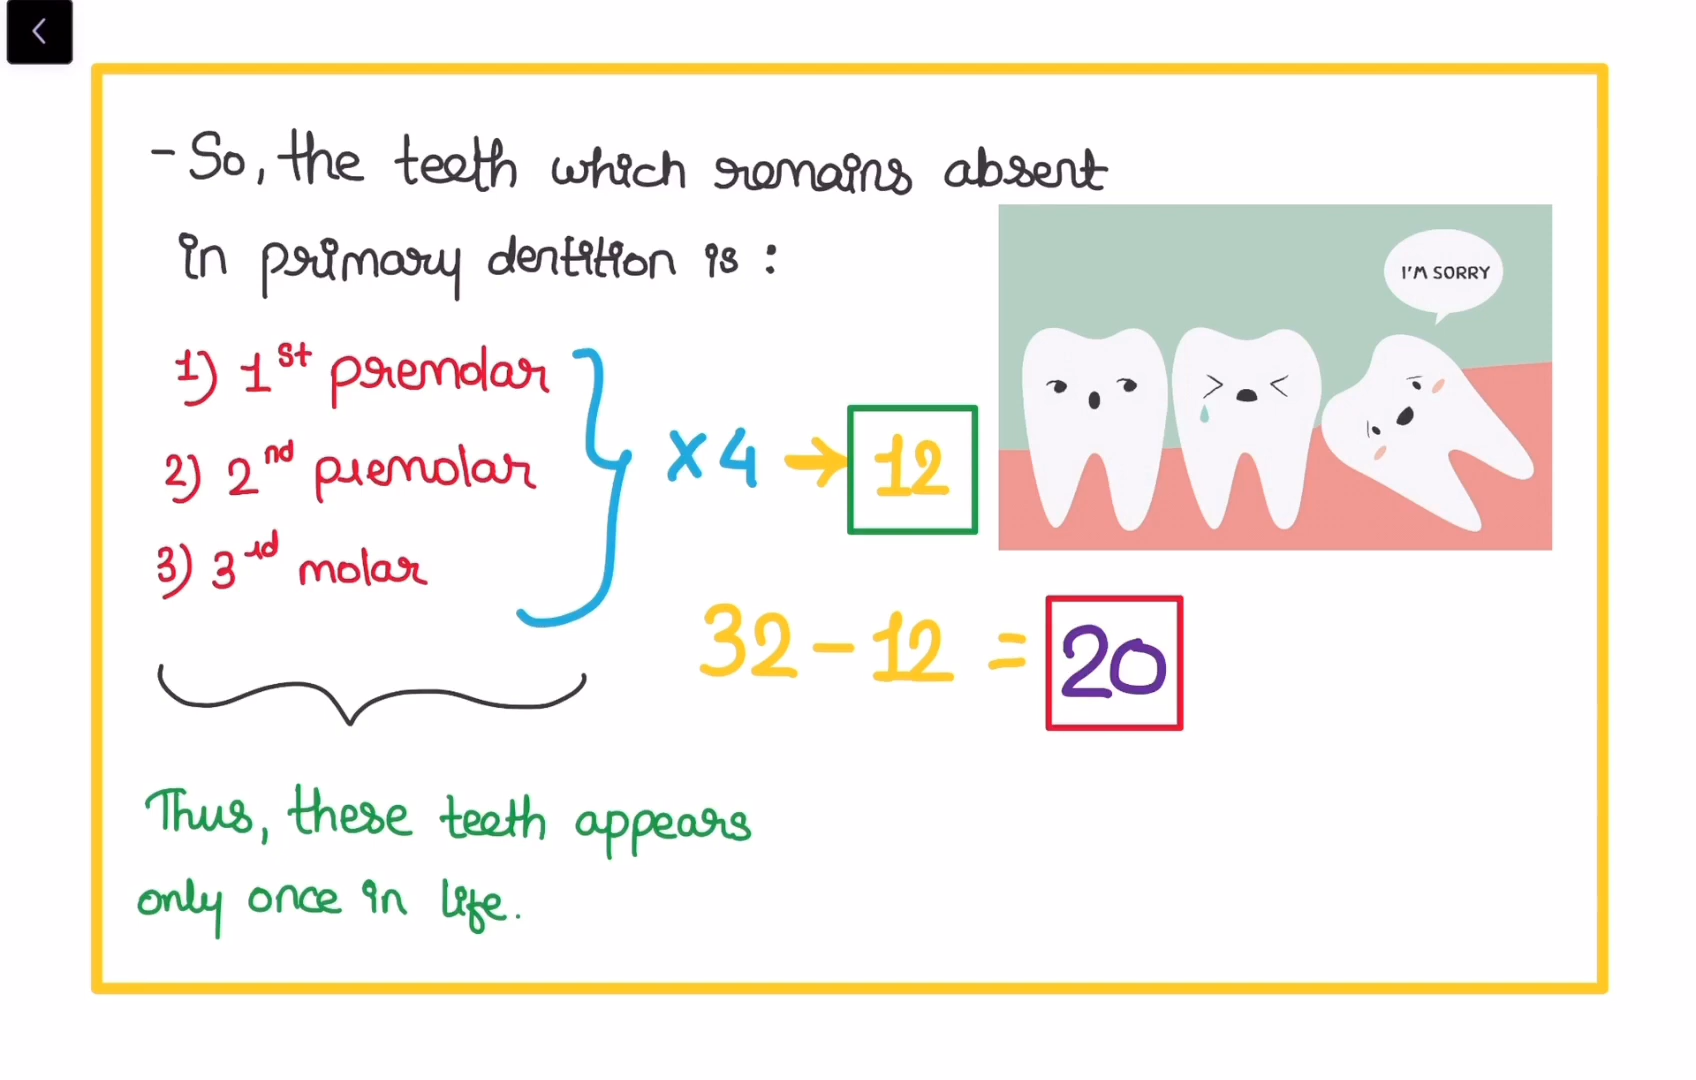 - So, the teeth which remains absent
in primary dentition is :
1) 1st premolar
2) 2nd premolar
3) 3rd molar
x 4 → 12
32 - 12 = 20
Thus, these teeth appears
only once in life.
I'M SORRY